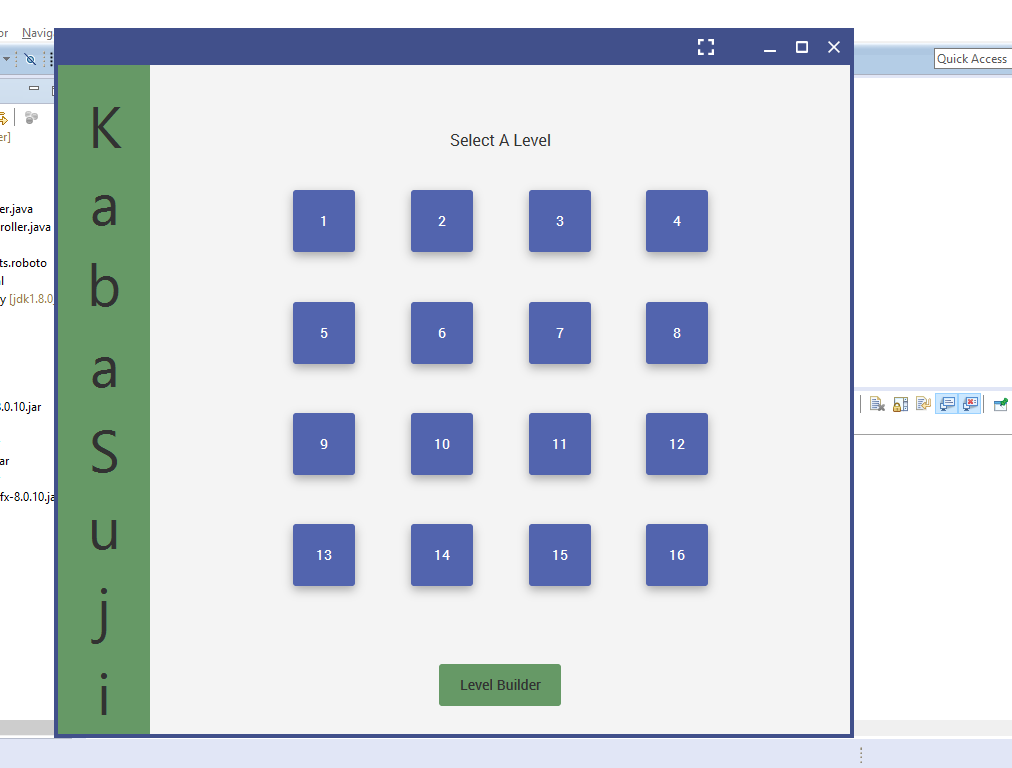 or Navig
Quick Access
er]
er.java
roller.java
ts.roboto
l
y [jdk1.8.0
.0.10.jar
ar
fx-8.0.10.ja
K
a
b
a
S
u
j
i
Select A Level
1 2 3 4
5 6 7 8
9 10 11 12
13 14 15 16
Level Builder